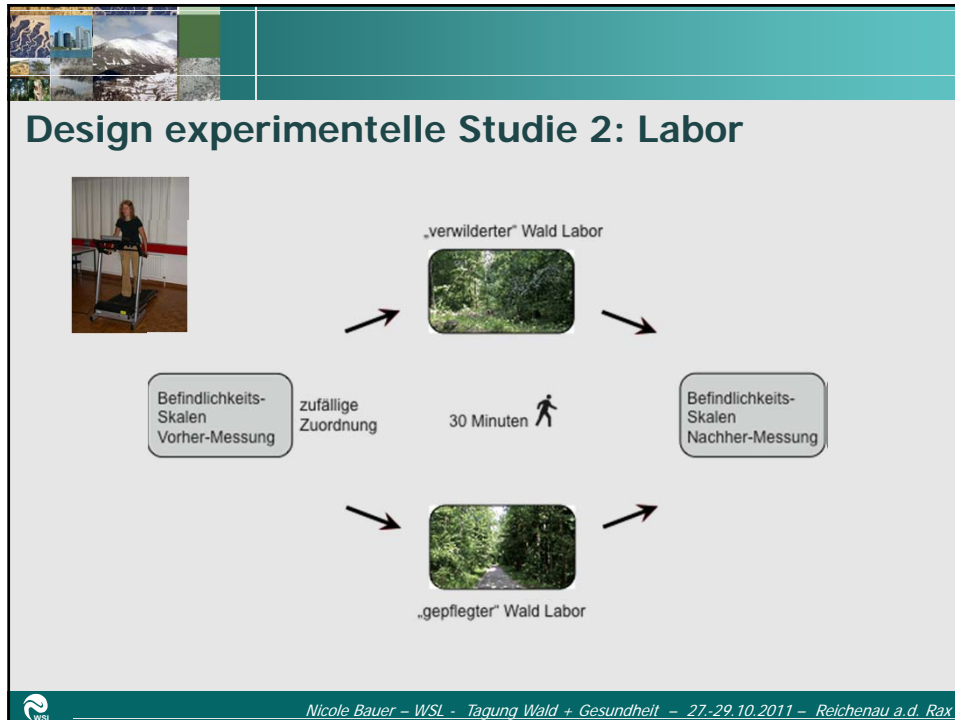 Design experimentelle Studie 2: Labor
„verwilderter" Wald Labor
Befindlichkeits-
Skalen
Vorher-Messung
zufällige
Zuordnung
30 Minuten
Befindlichkeits-
Skalen
Nachher-Messung
„gepflegter" Wald Labor
WSL
Nicole Bauer – WSL - Tagung Wald + Gesundheit – 27.-29.10.2011 – Reichenau a.d. Rax